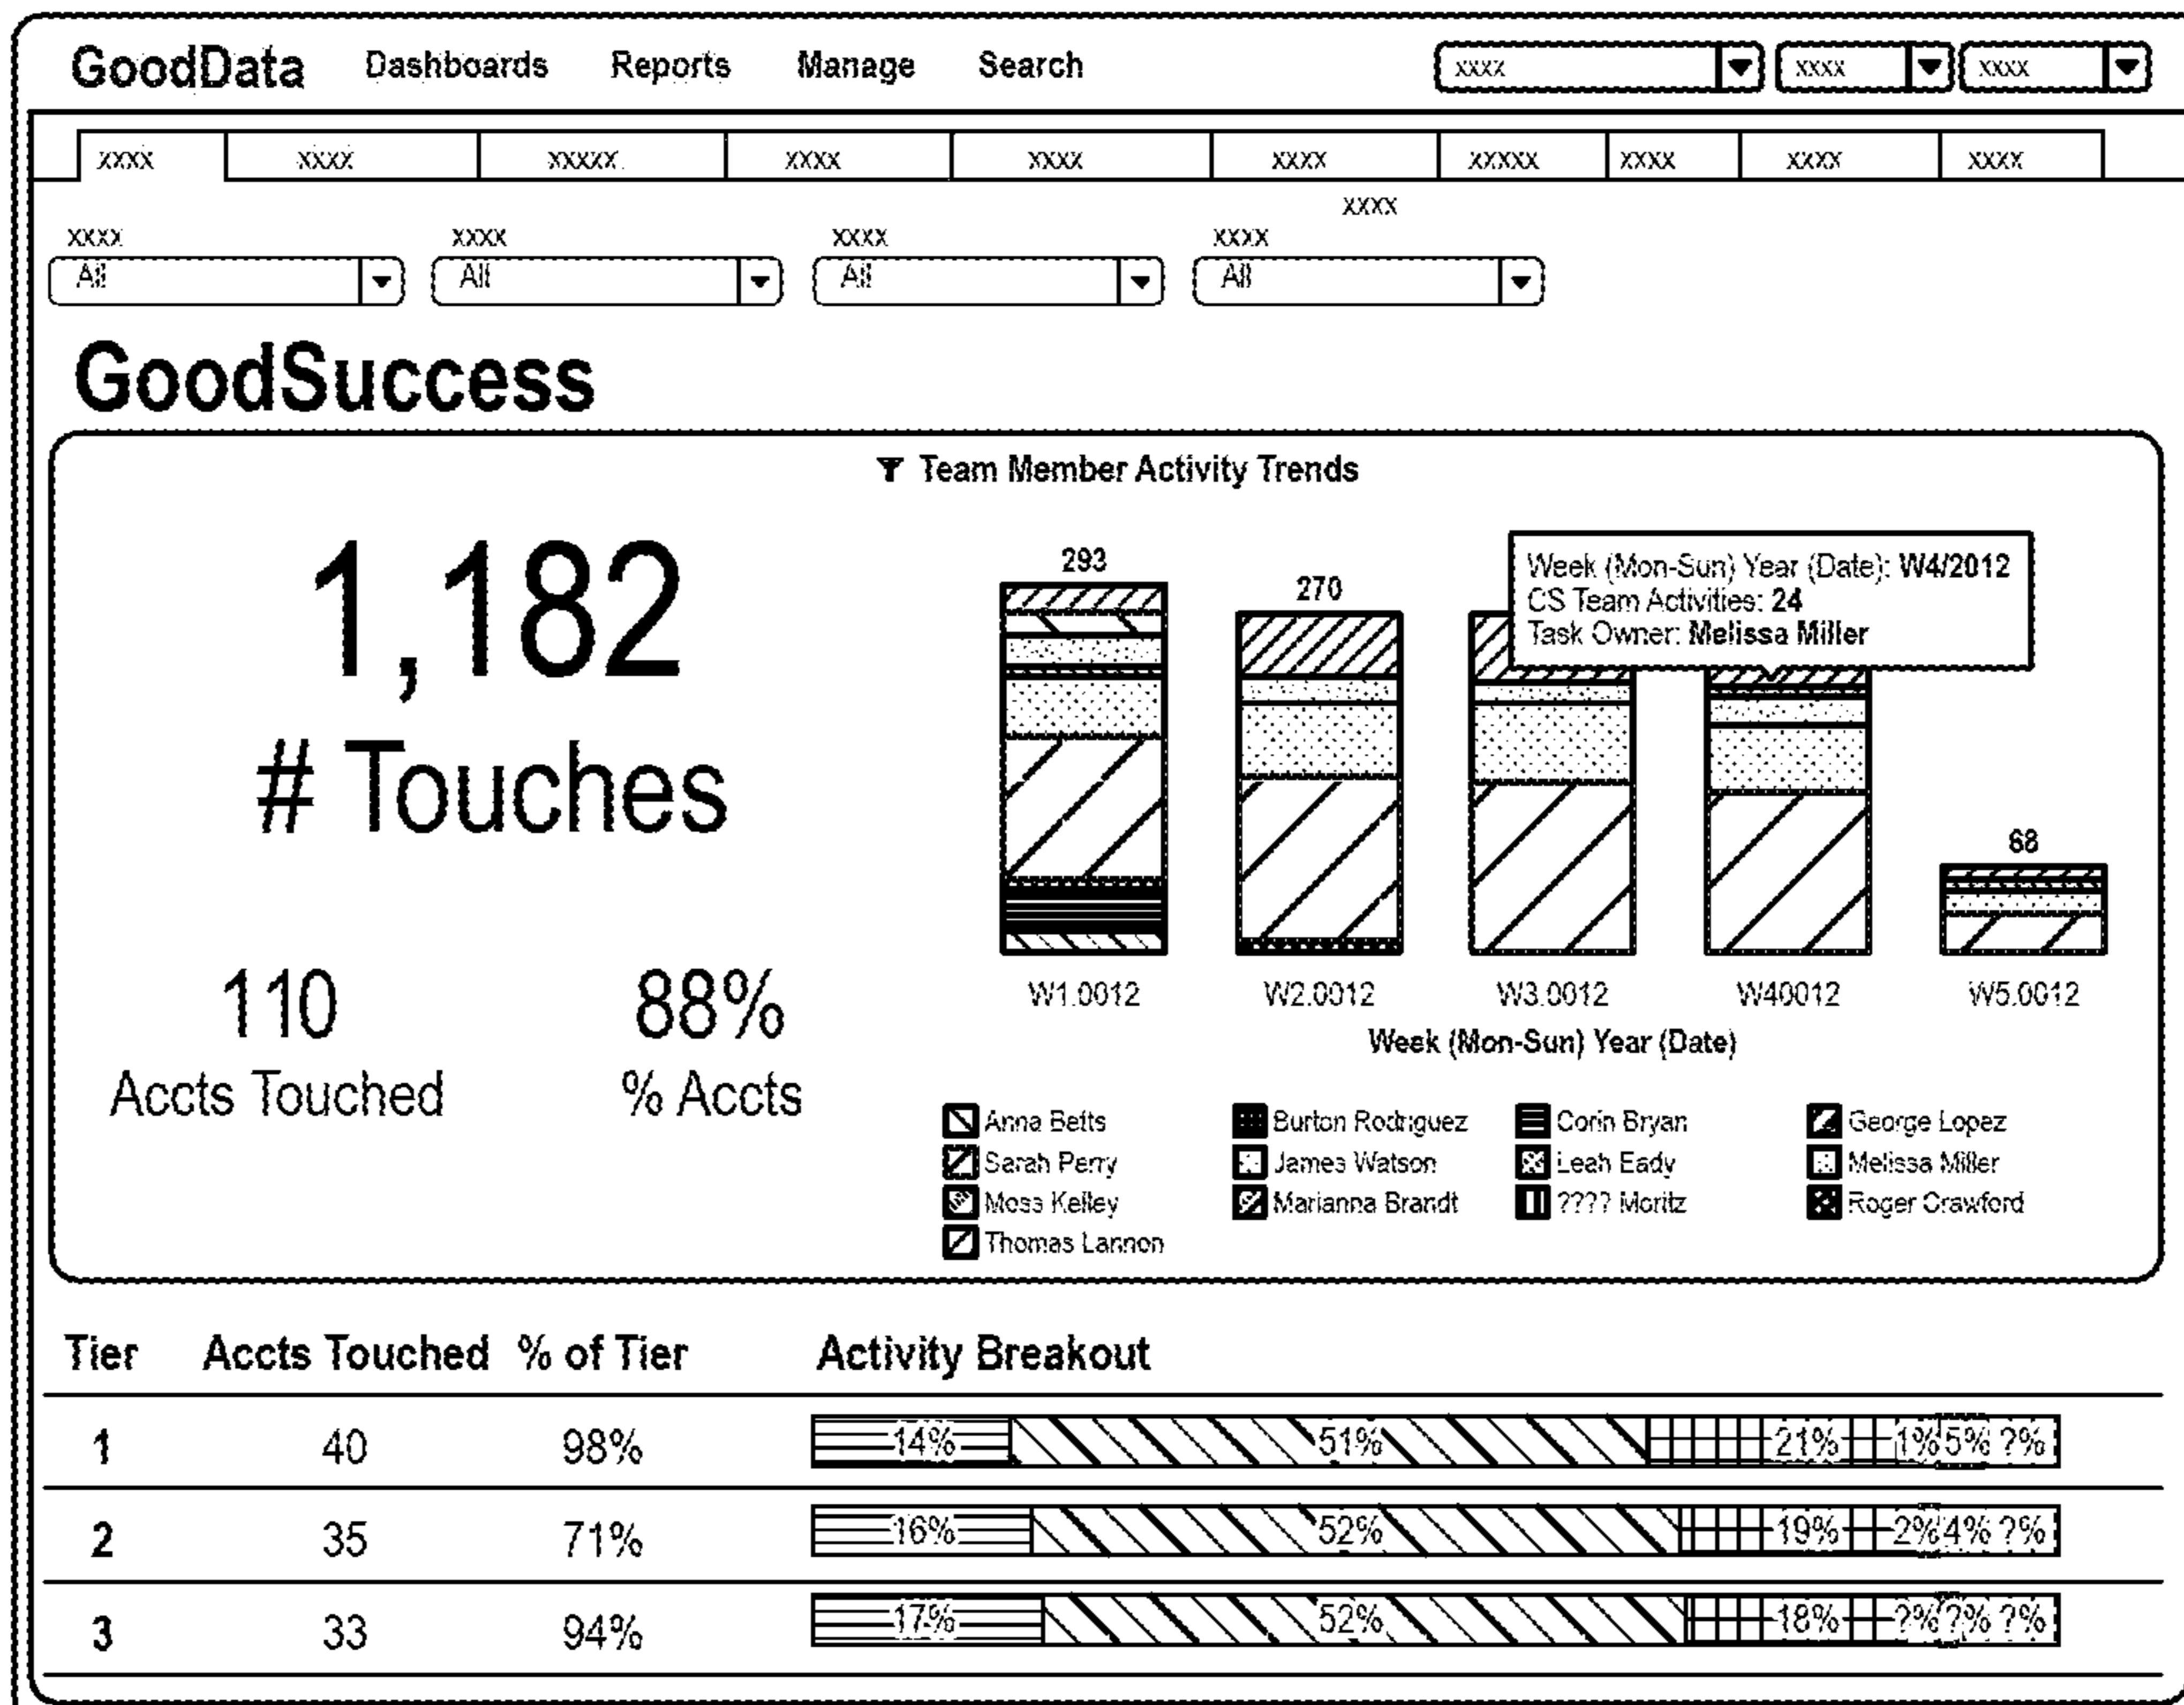 GoodData Dashboards Reports Manage Search xxxx xxxx xxxx
xxxx xxxx xxxxx xxxx xxxx xxxx xxxxx xxxx xxxx xxxx
xxxx
xxxx xxxx xxxx xxxx
All All All All
GoodSuccess
Team Member Activity Trends
1,182
# Touches
110 88%
Accts Touched % Accts
293
270
Week (Mon-Sun) Year (Date): W4/2012
CS Team Activities: 24
Task Owner: Melissa Miller
68
W1.0012 W2.0012 W3.0012 W40012 W5.0012
Week (Mon-Sun) Year (Date)
Anna Betts Burton Rodriguez Corin Bryan George Lopez
Sarah Perry James Watson Leah Eady Melissa Miller
Moss Kelley Marianna Brandt ???? Moritz Roger Crawford
Thomas Lannon
Tier Accts Touched % of Tier Activity Breakout
1 40 98% 14% 51% 21% 1% 5% ?%
2 35 71% 16% 52% 19% 2% 4% ?%
3 33 94% 17% 52% 18% ?% ?% ?%